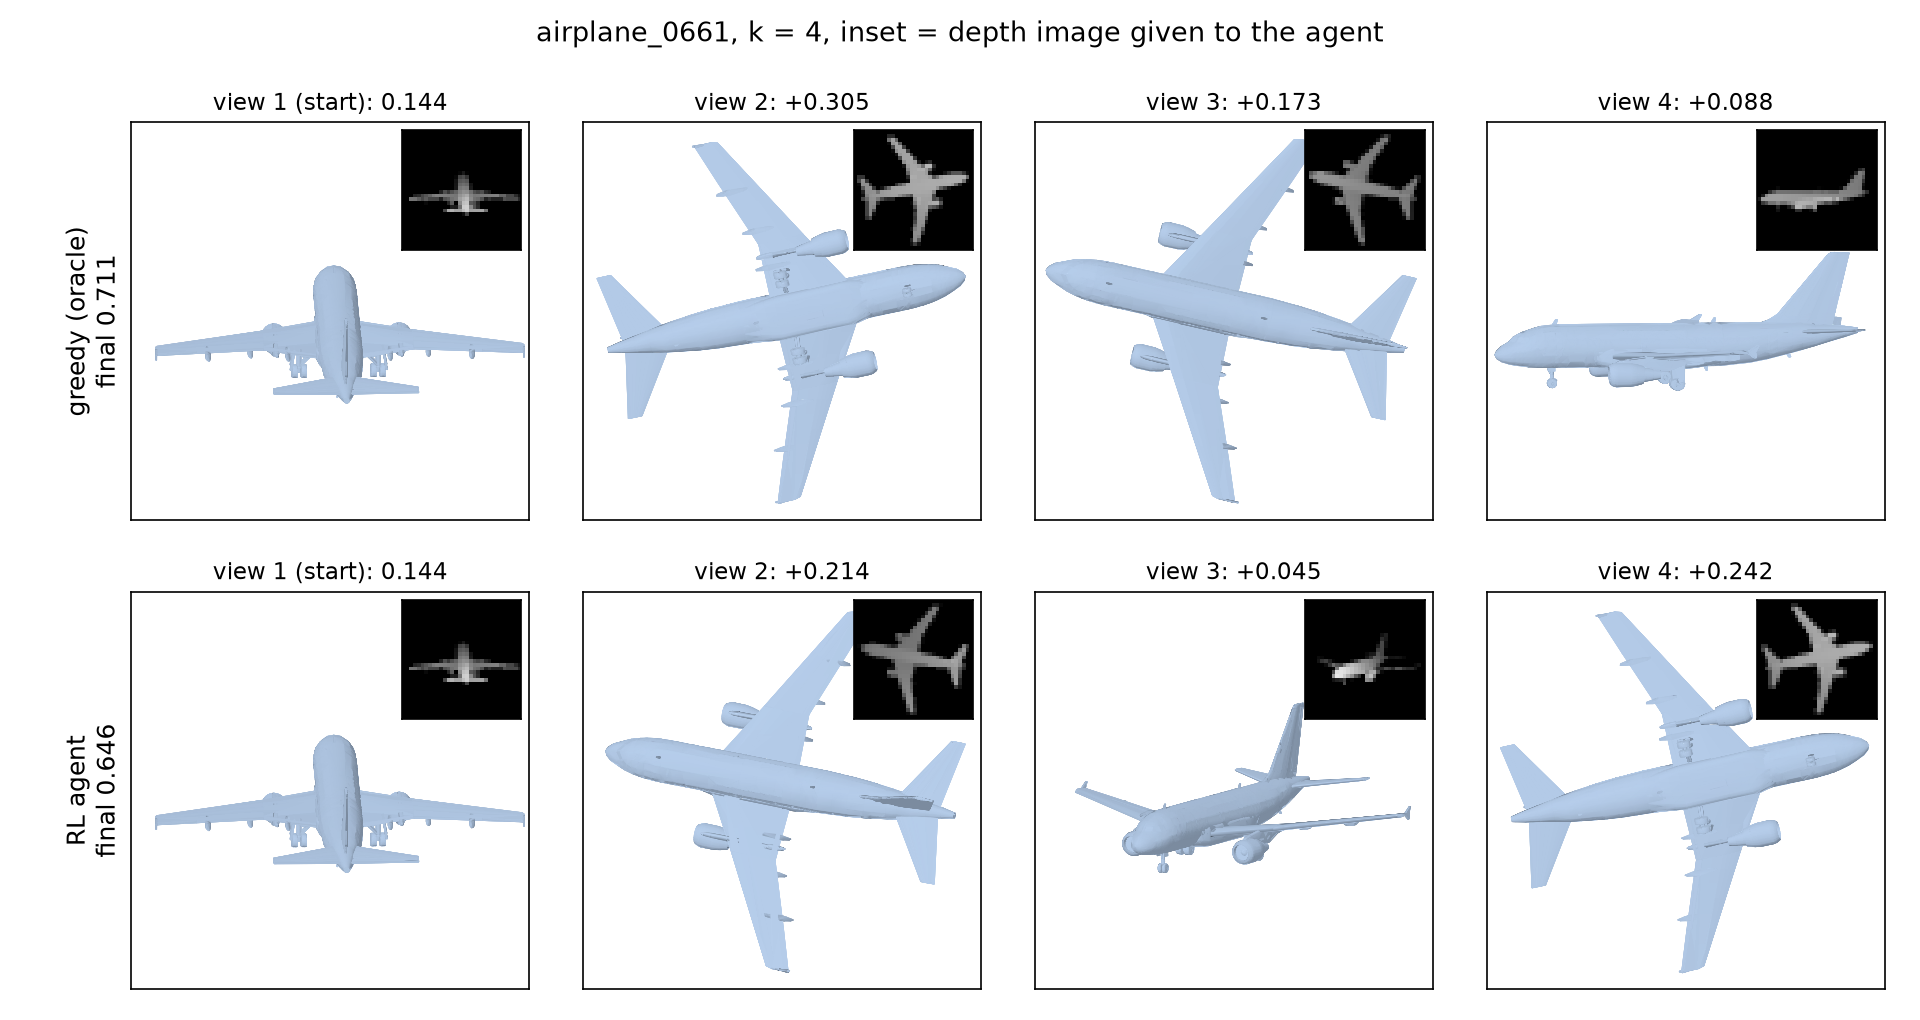 airplane_0661, k = 4, inset = depth image given to the agent
greedy (oracle)
final 0.711
view 1 (start): 0.144
view 2: +0.305
view 3: +0.173
view 4: +0.088
RL agent
final 0.646
view 1 (start): 0.144
view 2: +0.214
view 3: +0.045
view 4: +0.242